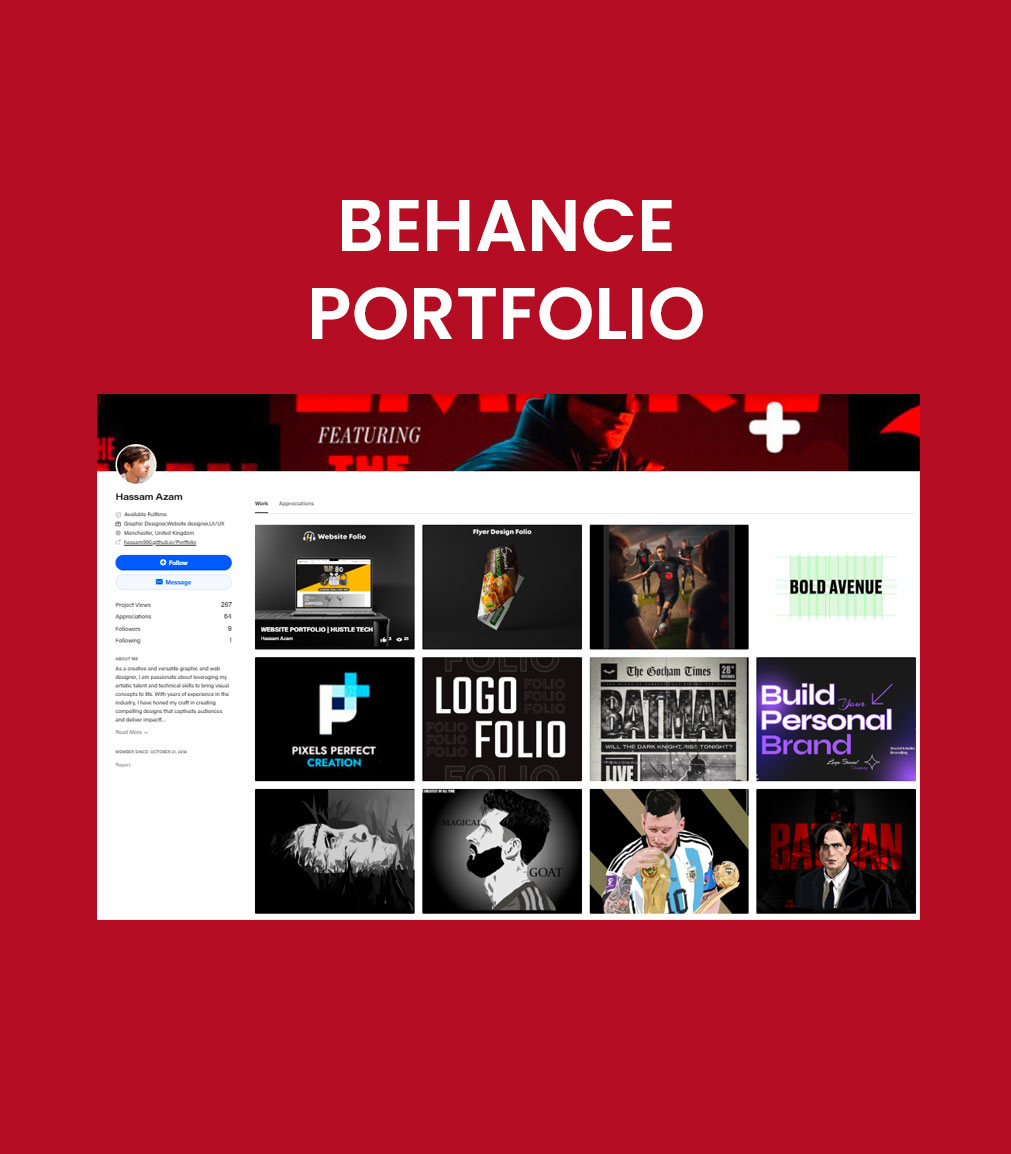 BEHANCE
PORTFOLIO
FEATURING
THE
Hassam Azam
Available Fulltime
Graphic Designer,Website designer,UI/UX
Manchester, United Kingdom
hassam990.github.io/Portfolio
Follow
Message
Project Views 267
Appreciations 64
Followers 9
Following 1
ABOUT ME
As a creative and versatile graphic and web
designer, I am passionate about leveraging my
artistic talent and technical skills to bring visual
concepts to life. With years of experience in the
industry, I have honed my craft in creating
compelling designs that captivate audiences
and deliver impactf...
Read More
MEMBER SINCE: OCTOBER 21, 2018
Report
Work Appreciations
Website Folio
WEBSITE PORTFOLIO | HUSTLE TECH
Hassam Azam
Flyer Design Folio
BOLD AVENUE
PIXELS PERFECT
CREATION
LOGO
FOLIO
FOLIO
The Gotham Times
BATMAN
WILL THE DARK KNIGHT, RISE TONIGHT?
LIVE
Build
Your
Personal
Brand
MAGICAL
GOAT
10
BATMAN